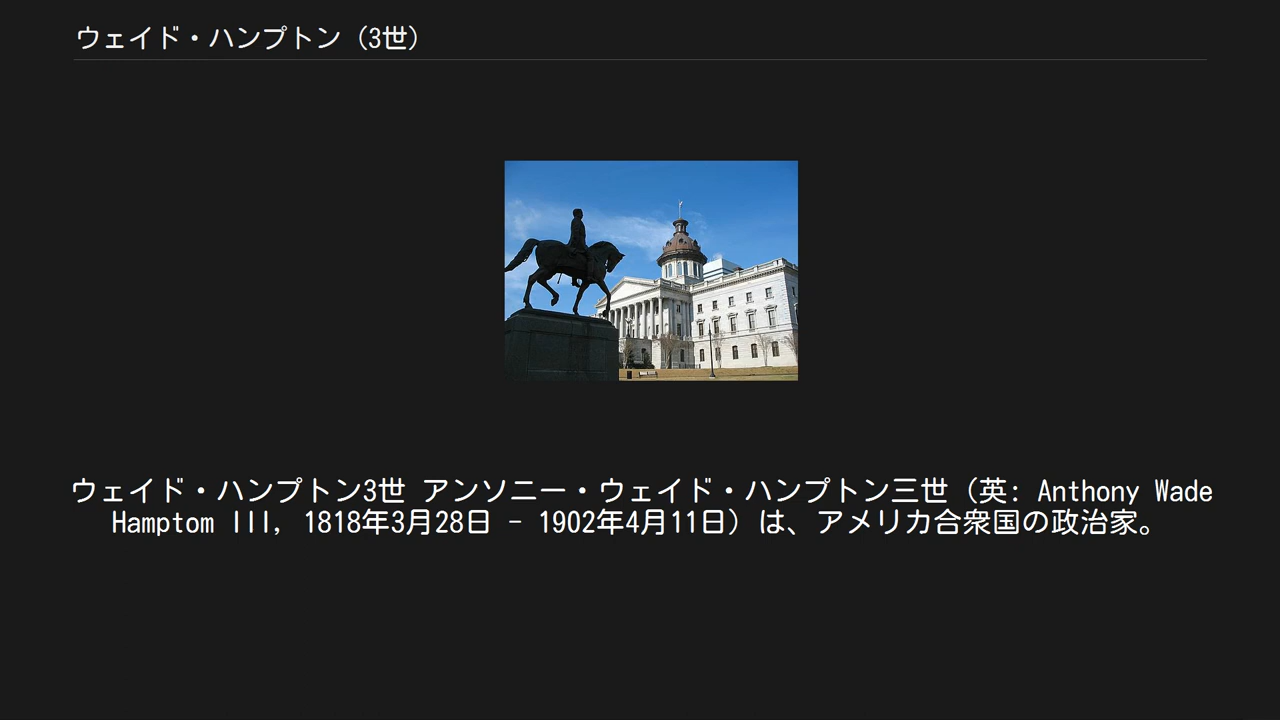 ウェイド・ハンプトン（3世）
ウェイド・ハンプトン3世 アンソニー・ウェイド・ハンプトン三世（英: Anthony Wade
Hamptom III, 1818年3月28日 - 1902年4月11日）は、アメリカ合衆国の政治家。